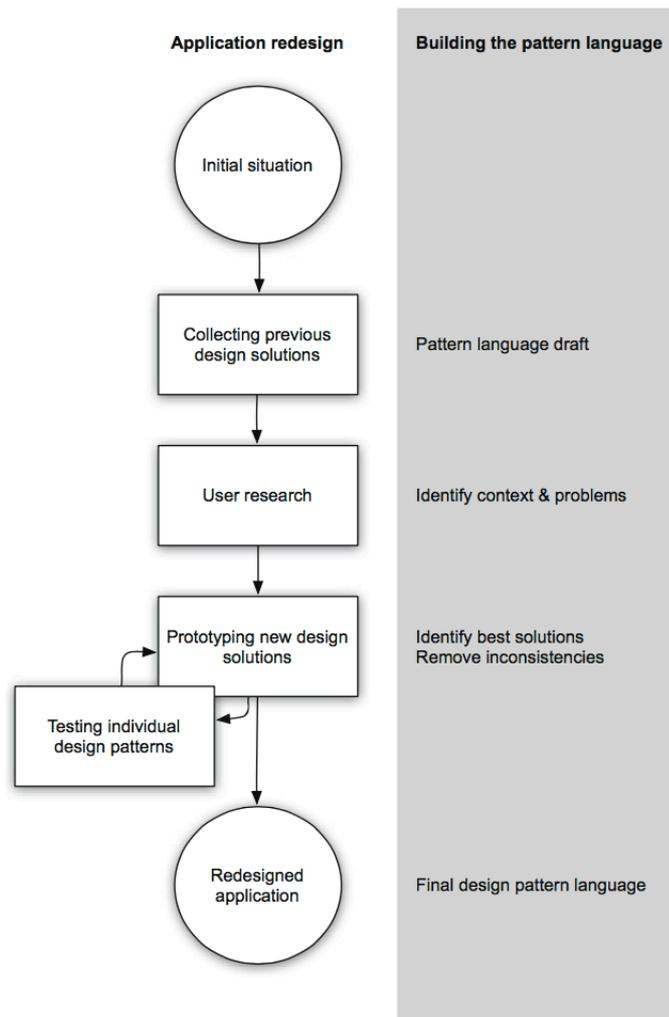 Application redesign
Building the pattern language
Initial situation
Collecting previous
design solutions
Pattern language draft
User research
Identify context & problems
Prototyping new design
solutions
Identify best solutions
Remove inconsistencies
Testing individual
design patterns
Redesigned
application
Final design pattern language